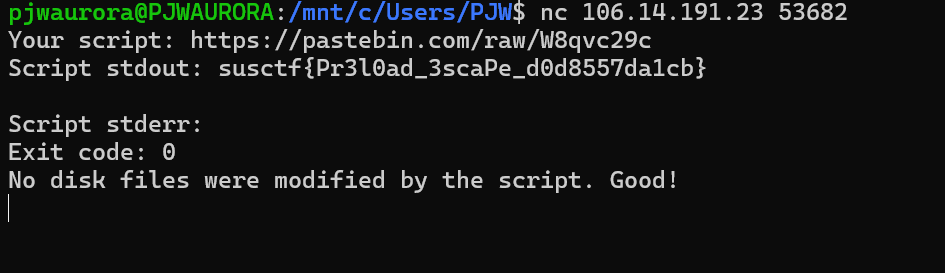 pjwaurora@PJWAURORA:/mnt/c/Users/PJW$ nc 106.14.191.23 53682
Your script: https://pastebin.com/raw/W8qvc29c
Script stdout: susctf{Pr3l0ad_3scaPe_d0d8557da1cb}
Script stderr:
Exit code: 0
No disk files were modified by the script. Good!